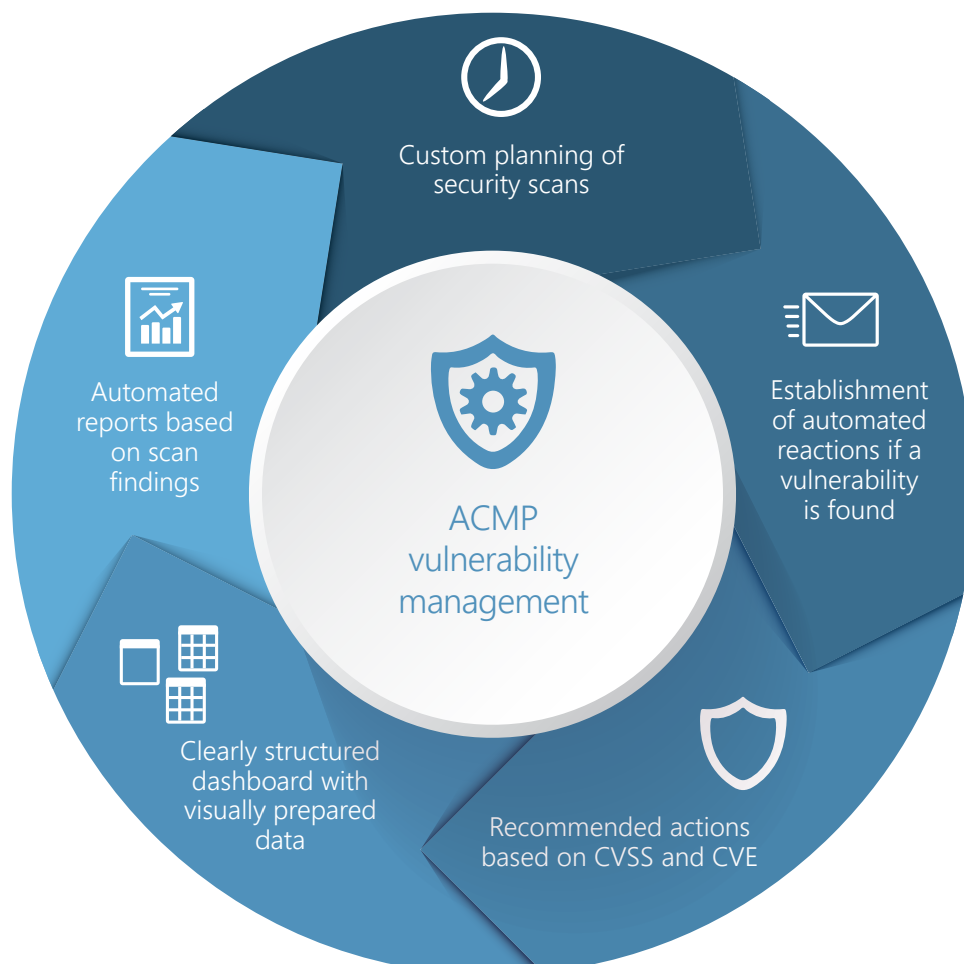 Custom planning of
security scans
Establishment
of automated
reactions if a
vulnerability
is found
Recommended actions
based on CVSS and CVE
Clearly structured
dashboard with
visually prepared
data
Automated
reports based
on scan
findings
ACMP
vulnerability
management